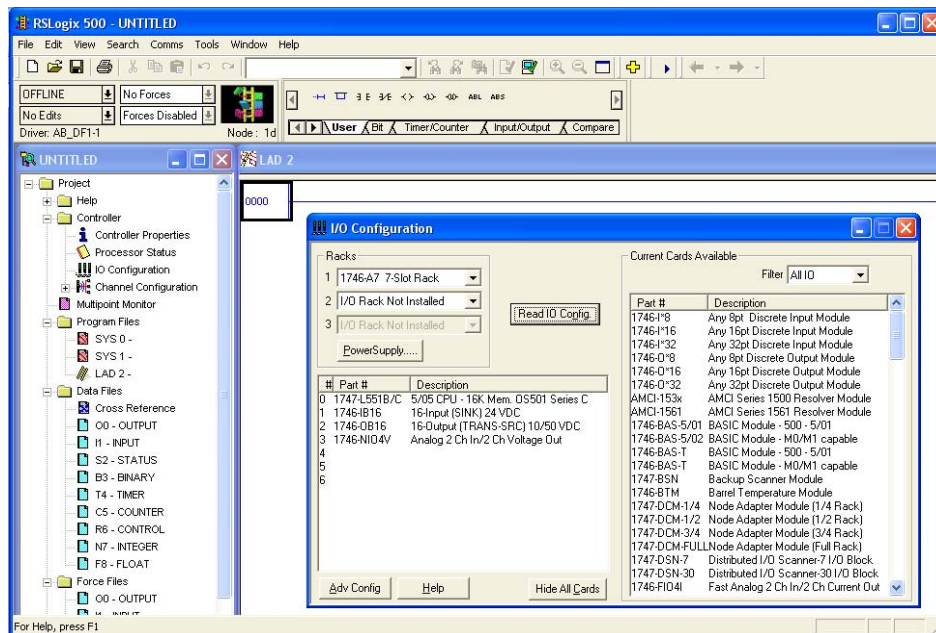 RSLogix 500 - UNTITLED
File Edit View Search Comms Tools Window Help
OFFLINE No Forces
No Edits Forces Disabled
Driver: AB_DF1-1 Node: 1d
ABL ABS
User Bit Timer/Counter Input/Output Compare
UNTITLED
Project
Help
Controller
Controller Properties
Processor Status
IO Configuration
Channel Configuration
Multipoint Monitor
Program Files
SYS 0 -
SYS 1 -
LAD 2 -
Data Files
Cross Reference
O0 - OUTPUT
I1 - INPUT
S2 - STATUS
B3 - BINARY
T4 - TIMER
C5 - COUNTER
R6 - CONTROL
N7 - INTEGER
F8 - FLOAT
Force Files
O0 - OUTPUT
I1 - INPUT
LAD 2
0000
I/O Configuration
Racks
1 1746-A7 7-Slot Rack
2 I/O Rack Not Installed
3 I/O Rack Not Installed
PowerSupply.....
Read IO Config.
# Part # Description
0 1747-L551B/C 5/05 CPU - 16K Mem. OS501 Series C
1 1746-IB16 16-Input (SINK) 24 VDC
2 1746-OB16 16-Output (TRANS-SRC) 10/50 VDC
3 1746-NIO4V Analog 2 Ch In/2 Ch Voltage Out
4
5
6
Adv Config Help Hide All Cards
Current Cards Available
Filter All IO
Part # Description
1746-I*8 Any 8pt Discrete Input Module
1746-I*16 Any 16pt Discrete Input Module
1746-I*32 Any 32pt Discrete Input Module
1746-O*8 Any 8pt Discrete Output Module
1746-O*16 Any 16pt Discrete Output Module
1746-O*32 Any 32pt Discrete Output Module
AMCI-153x AMCI Series 1500 Resolver Module
AMCI-1561 AMCI Series 1561 Resolver Module
1746-BAS-5/01 BASIC Module - 500 - 5/01
1746-BAS-5/02 BASIC Module - M0/M1 capable
1746-BAS-T BASIC Module - 500 - 5/01
1746-BAS-T BASIC Module - M0/M1 capable
1747-BSN Backup Scanner Module
1746-BTM Barrel Temperature Module
1747-DCM-1/4 Node Adapter Module (1/4 Rack)
1747-DCM-1/2 Node Adapter Module (1/2 Rack)
1747-DCM-3/4 Node Adapter Module (3/4 Rack)
1747-DCM-FULL Node Adapter Module (Full Rack)
1747-DSN-7 Distributed I/O Scanner-7 I/O Block
1747-DSN-30 Distributed I/O Scanner-30 I/O Block
1746-FIO4I Fast Analog 2 Ch In/2 Ch Current Out
For Help, press F1